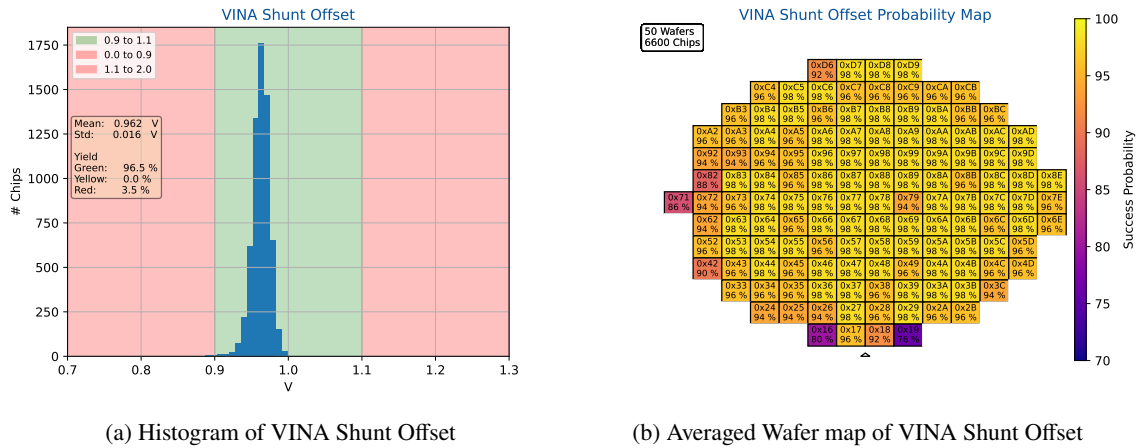 VINA Shunt Offset
1750
1500
1250
1000
750
500
250
0
# Chips
0.9 to 1.1
0.0 to 0.9
1.1 to 2.0
Mean: 0.962 V
Std: 0.016 V
Yield
Green: 96.5 %
Yellow: 0.0 %
Red: 3.5 %
0.7 0.8 0.9 1.0 1.1 1.2 1.3
V
(a) Histogram of VINA Shunt Offset
VINA Shunt Offset Probability Map
50 Wafers
6600 Chips
0xD6 0xD7 0xD8 0xD9
92 % 98 % 98 % 98 %
0xC4 0xC5 0xC6 0xC7 0xC8 0xC9 0xCA 0xCB
96 % 98 % 98 % 96 % 96 % 96 % 96 % 96 %
0xB3 0xB4 0xB5 0xB6 0xB7 0xB8 0xB9 0xBA 0xBB 0xBC
96 % 98 % 98 % 96 % 98 % 98 % 98 % 98 % 98 % 96 %
0xA2 0xA3 0xA4 0xA5 0xA6 0xA7 0xA8 0xA9 0xAA 0xAB 0xAC 0xAD
96 % 96 % 98 % 96 % 98 % 98 % 98 % 98 % 98 % 98 % 98 % 98 %
0x92 0x93 0x94 0x95 0x96 0x97 0x98 0x99 0x9A 0x9B 0x9C 0x9D
94 % 94 % 96 % 96 % 98 % 98 % 98 % 98 % 98 % 98 % 98 % 98 %
0x82 0x83 0x84 0x85 0x86 0x87 0x88 0x89 0x8A 0x8B 0x8C 0x8D 0x8E
88 % 98 % 98 % 96 % 98 % 98 % 98 % 98 % 98 % 96 % 98 % 98 % 98 %
0x71 0x72 0x73 0x74 0x75 0x76 0x77 0x78 0x79 0x7A 0x7B 0x7C 0x7D 0x7E
86 % 94 % 96 % 98 % 98 % 98 % 98 % 98 % 94 % 98 % 98 % 98 % 98 % 96 %
0x62 0x63 0x64 0x65 0x66 0x67 0x68 0x69 0x6A 0x6B 0x6C 0x6D 0x6E
94 % 98 % 98 % 96 % 98 % 98 % 98 % 98 % 98 % 98 % 96 % 98 % 96 %
0x52 0x53 0x54 0x55 0x56 0x57 0x58 0x59 0x5A 0x5B 0x5C 0x5D
96 % 98 % 98 % 98 % 96 % 98 % 98 % 98 % 98 % 98 % 98 % 96 %
0x42 0x43 0x44 0x45 0x46 0x47 0x48 0x49 0x4A 0x4B 0x4C 0x4D
90 % 96 % 98 % 96 % 98 % 98 % 98 % 96 % 98 % 98 % 96 % 96 %
0x33 0x34 0x35 0x36 0x37 0x38 0x39 0x3A 0x3B 0x3C
96 % 96 % 96 % 98 % 98 % 96 % 98 % 98 % 98 % 94 %
0x24 0x25 0x26 0x27 0x28 0x29 0x2A 0x2B
94 % 94 % 94 % 98 % 96 % 98 % 96 % 96 %
0x16 0x17 0x18 0x19
80 % 96 % 92 % 76 %
100
95
90
85
80
75
70
Success Probability
(b) Averaged Wafer map of VINA Shunt Offset